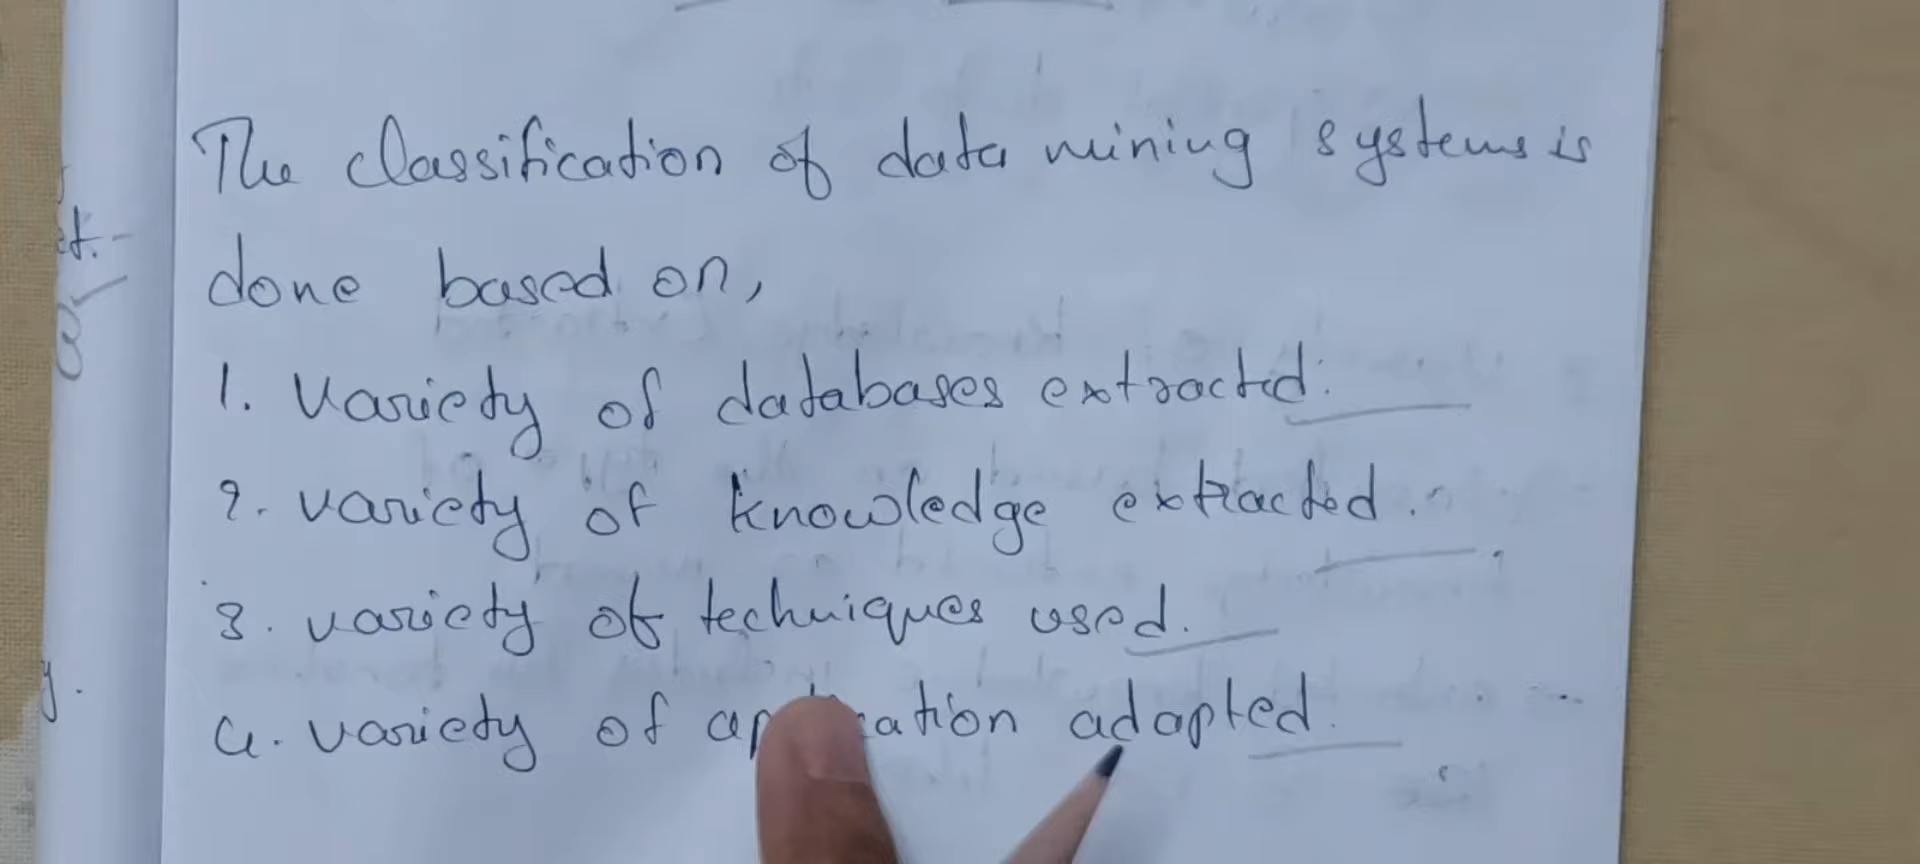 The classification of data mining systems is
done based on,
1. Variety of databases extracted.
2. variety of knowledge extracted.
3. variety of techniques used.
4. variety of adapted.
et.-
y.